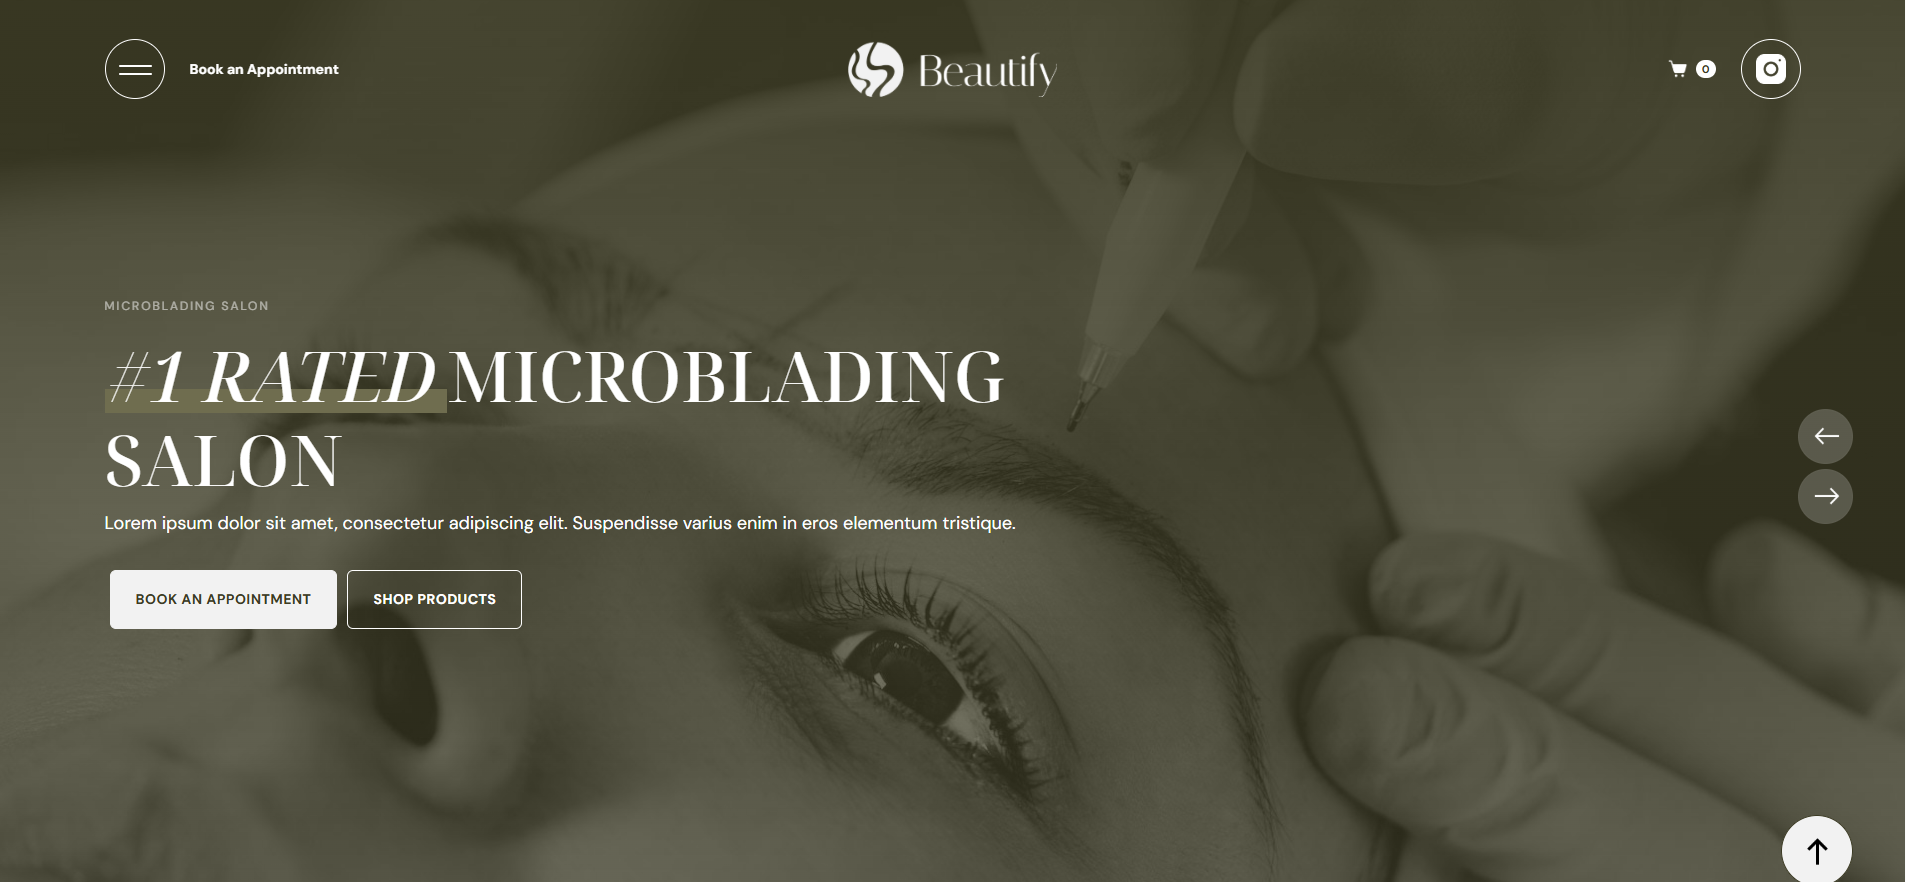 Book an Appointment
Beautify
0
MICROBLADING SALON
#1 RATED MICROBLADING
SALON
Lorem ipsum dolor sit amet, consectetur adipiscing elit. Suspendisse varius enim in eros elementum tristique.
BOOK AN APPOINTMENT
SHOP PRODUCTS